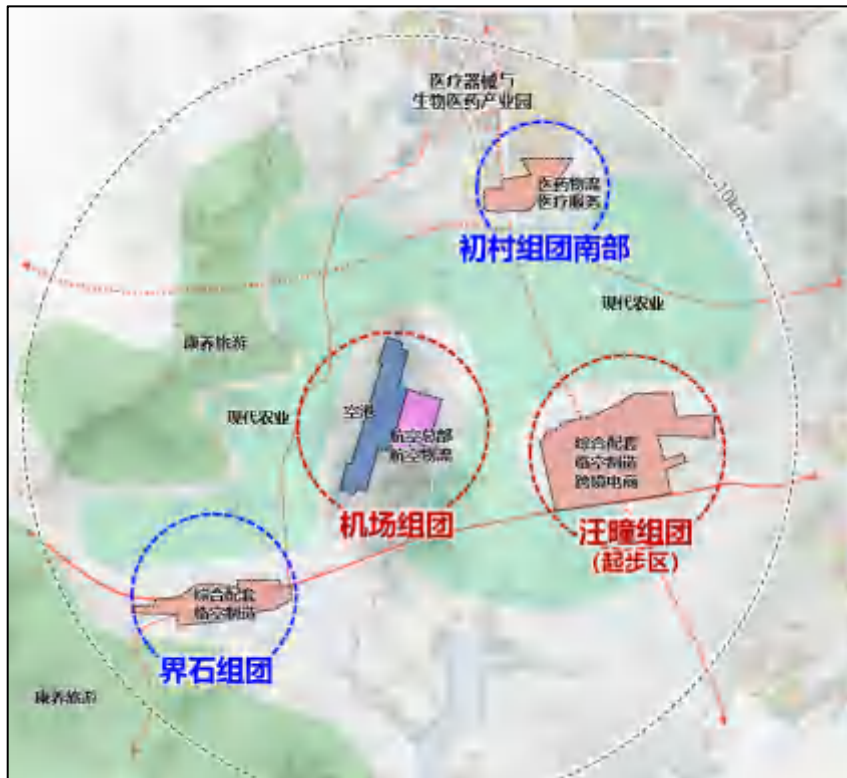 医疗器械与
生物医药产业园
医药物流
医疗服务
初村组团南部
10km
现代农业
康养旅游
现代农业
空港
航空总部
航空物流
机场组团
综合配套
临空制造
跨境电商
汪疃组团
(起步区)
综合配套
临空制造
界石组团
康养旅游